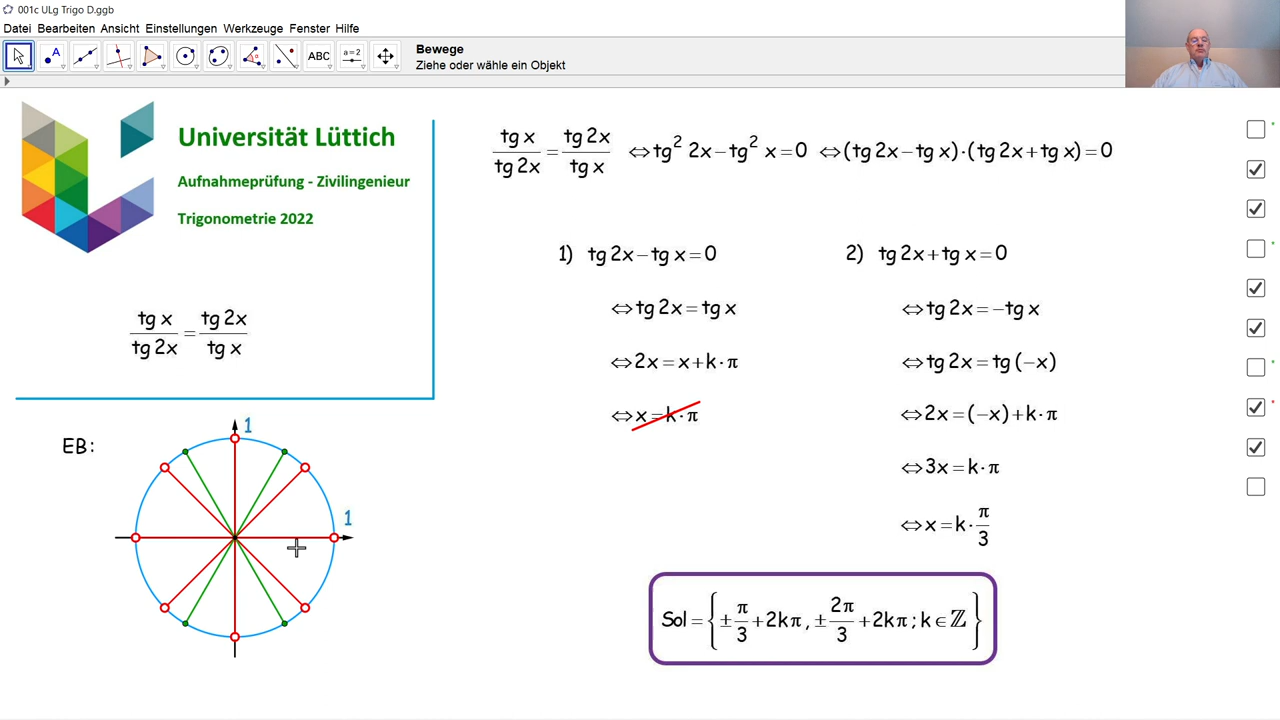 001c ULg Trigo D.ggb
Datei Bearbeiten Ansicht Einstellungen Werkzeuge Fenster Hilfe
A ABC a=2
Bewege
Ziehe oder wähle ein Objekt
Universität Lüttich
Aufnahmeprüfung - Zivilingenieur
Trigonometrie 2022
tg x / tg 2x = tg 2x / tg x
tg x / tg 2x = tg 2x / tg x ⇔ tg² 2x − tg² x = 0 ⇔ (tg 2x − tg x)·(tg 2x + tg x) = 0
1) tg 2x − tg x = 0
⇔ tg 2x = tg x
⇔ 2x = x + k·π
⇔ x = k·π
2) tg 2x + tg x = 0
⇔ tg 2x = −tg x
⇔ tg 2x = tg (−x)
⇔ 2x = (−x) + k·π
⇔ 3x = k·π
⇔ x = k·π/3
EB:
1
1
Sol = { ± π/3 + 2kπ, ± 2π/3 + 2kπ; k ∈ ℤ }